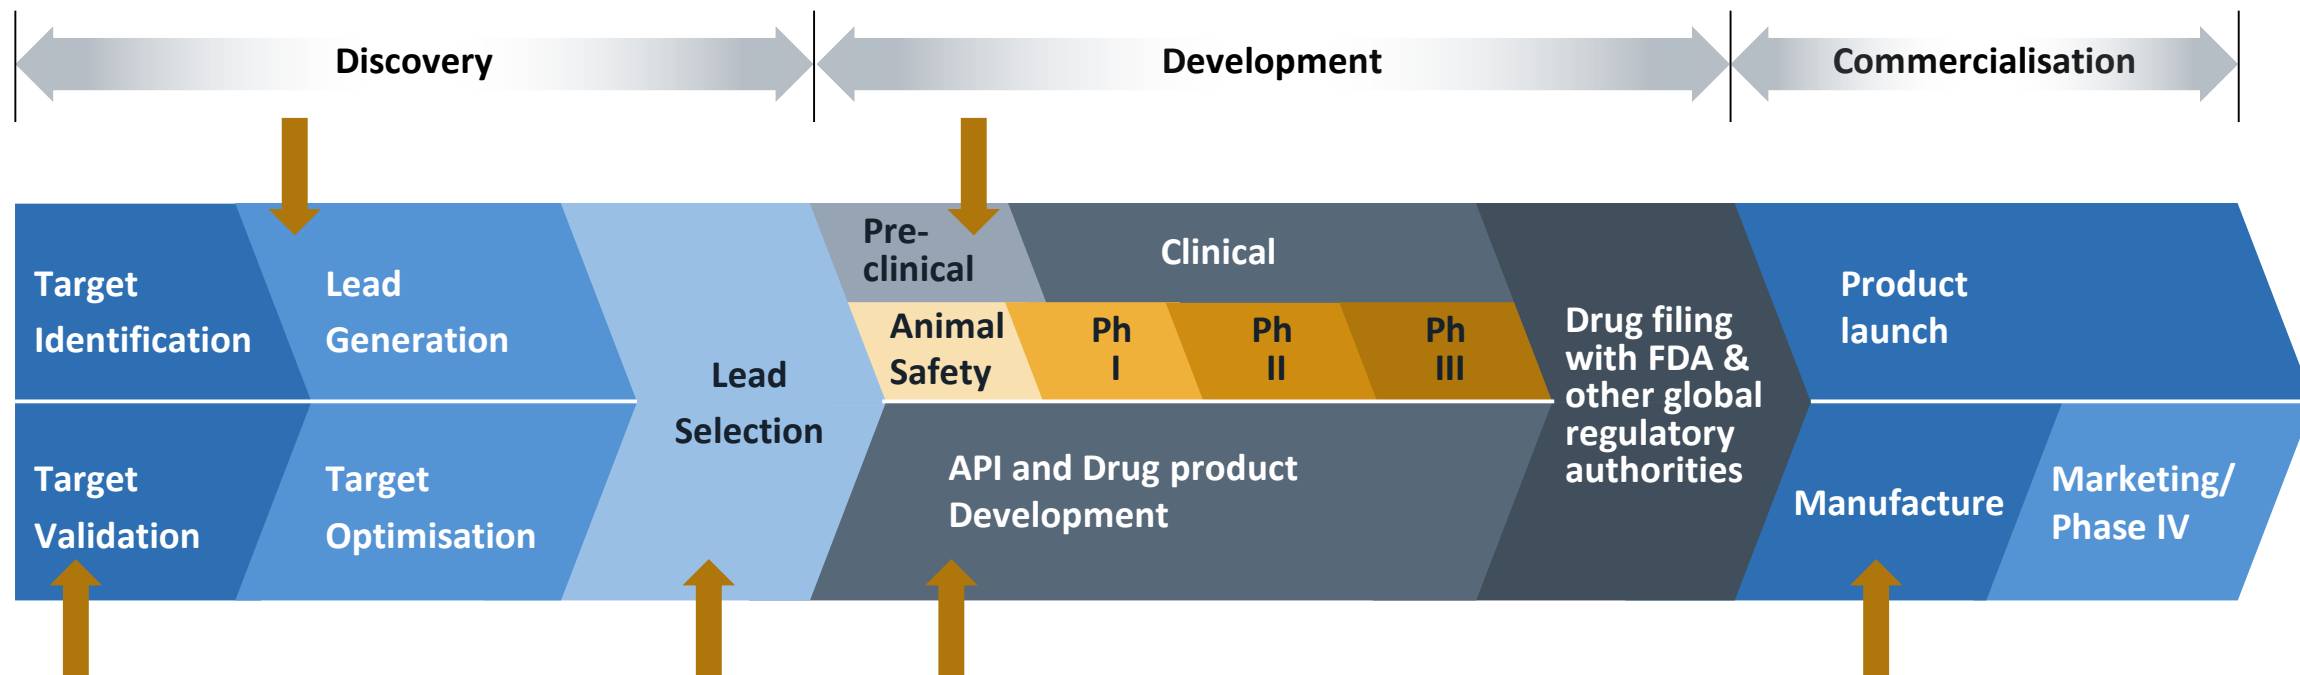 Discovery
Development
Commercialisation
Target
Identification
Lead
Generation
Target
Validation
Target
Optimisation
Lead
Selection
Pre-
clinical
Clinical
Animal
Safety
Ph
I
Ph
II
Ph
III
API and Drug product
Development
Drug filing
with FDA &
other global
regulatory
authorities
Product
launch
Manufacture
Marketing/
Phase IV